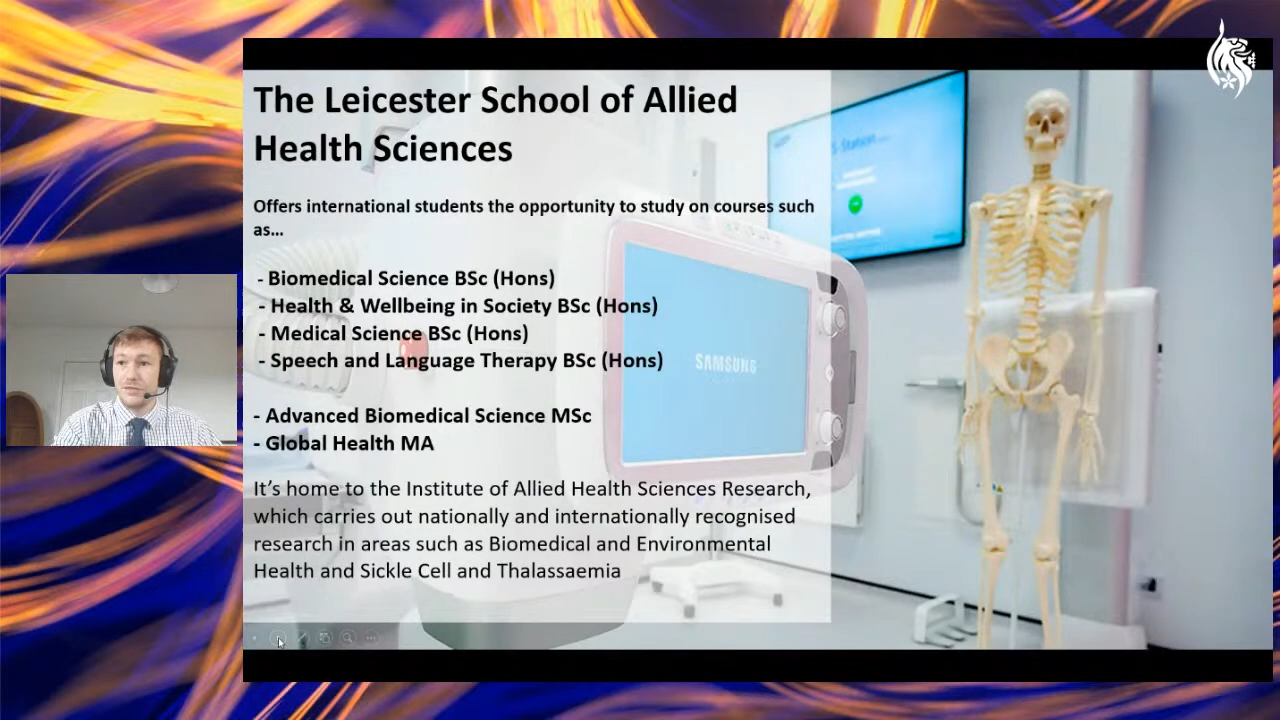 The Leicester School of Allied
Health Sciences
Offers international students the opportunity to study on courses such
as...
- Biomedical Science BSc (Hons)
- Health & Wellbeing in Society BSc (Hons)
- Medical Science BSc (Hons)
- Speech and Language Therapy BSc (Hons)
- Advanced Biomedical Science MSc
- Global Health MA
It's home to the Institute of Allied Health Sciences Research,
which carries out nationally and internationally recognised
research in areas such as Biomedical and Environmental
Health and Sickle Cell and Thalassaemia
SAMSUNG
S-Station